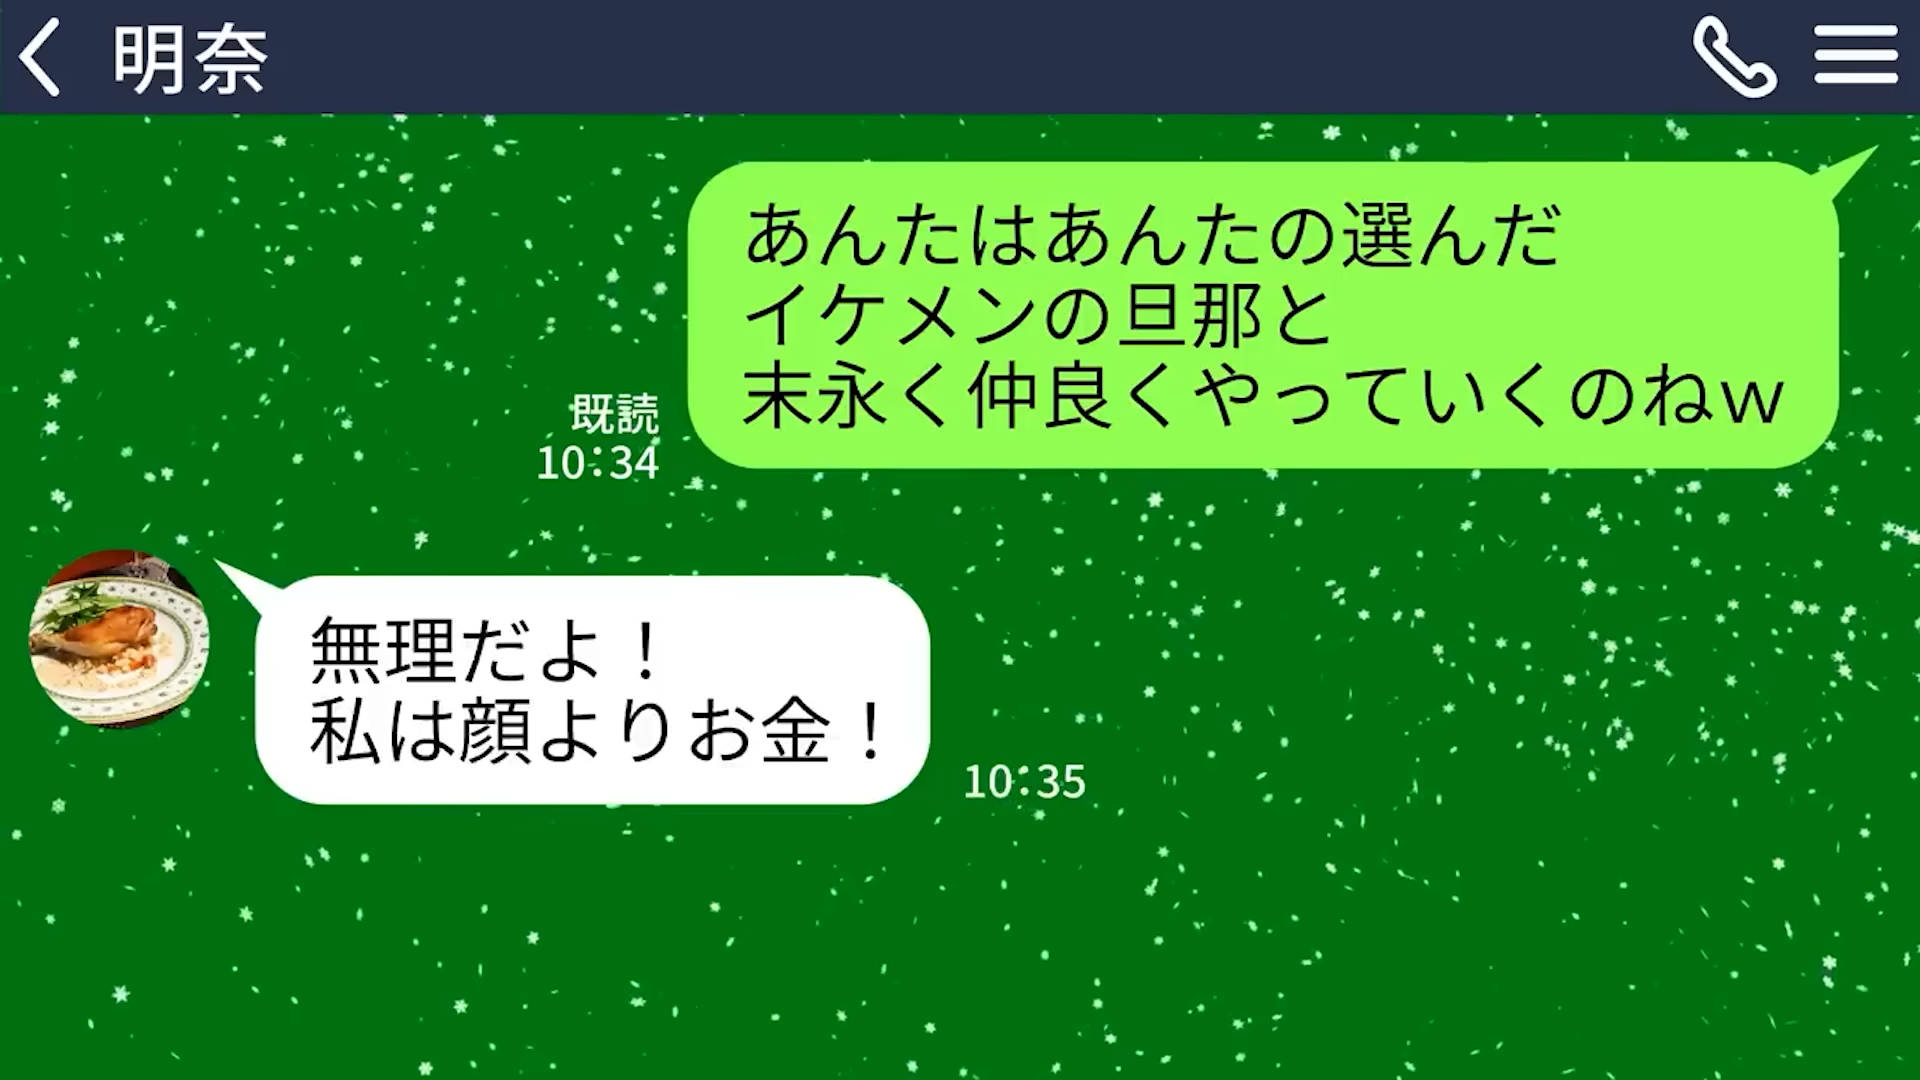 明奈
あんたはあんたの選んだ
イケメンの旦那と
末永く仲良くやっていくのねｗ
既読
10:34
無理だよ！
私は顔よりお金！
10:35